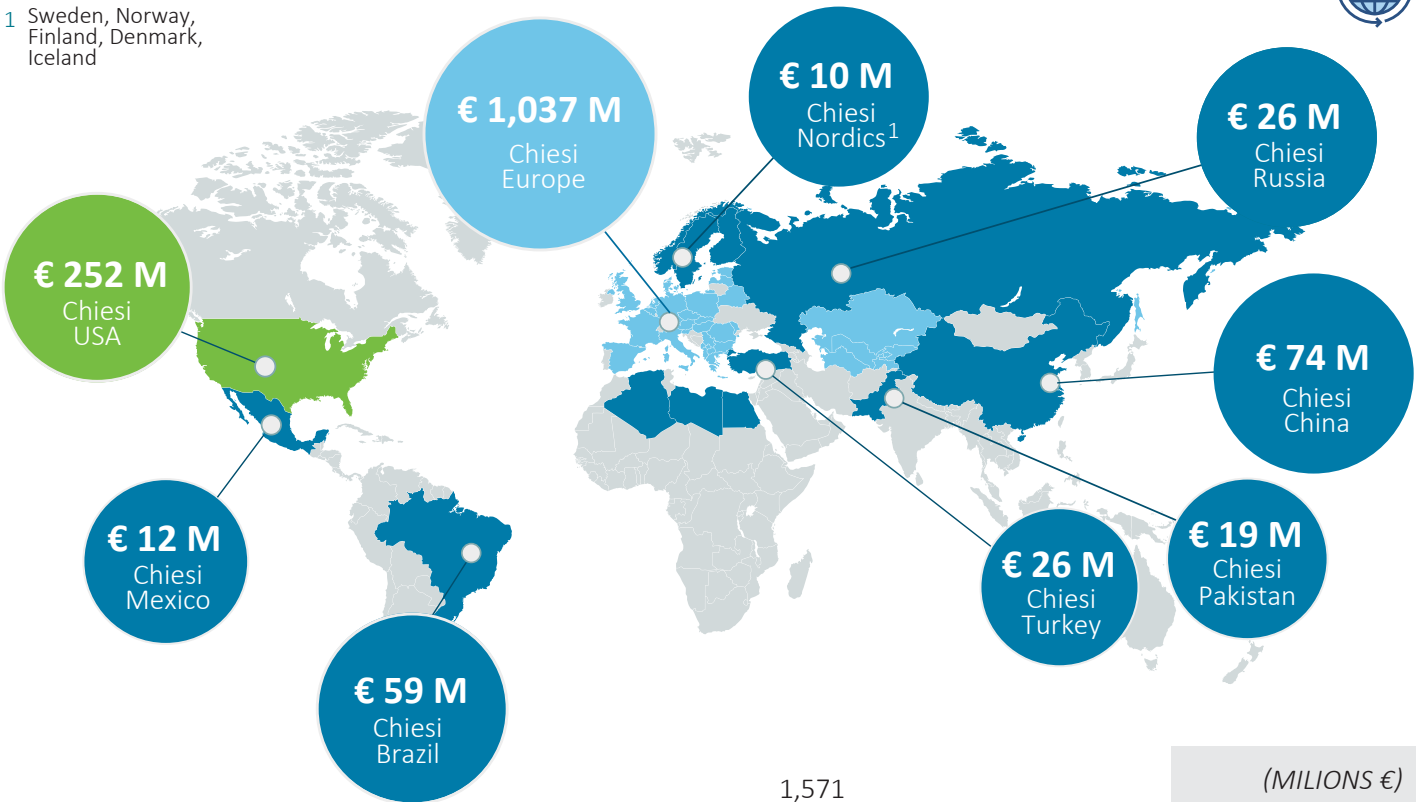 1 Sweden, Norway,
Finland, Denmark,
Iceland
€ 1,037 M
Chiesi
Europe
€ 10 M
Chiesi
Nordics1
€ 26 M
Chiesi
Russia
€ 252 M
Chiesi
USA
€ 74 M
Chiesi
China
€ 12 M
Chiesi
Mexico
€ 26 M
Chiesi
Turkey
€ 19 M
Chiesi
Pakistan
€ 59 M
Chiesi
Brazil
1,571
(MILIONS €)